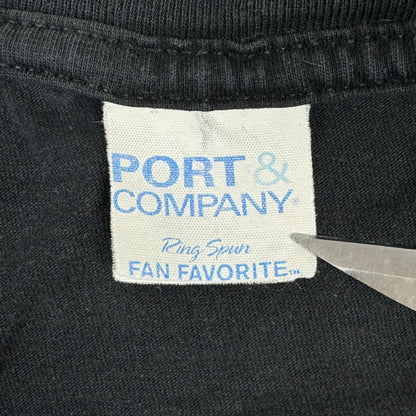 PORT &
COMPANY®
Ring Spun
FAN FAVORITE™